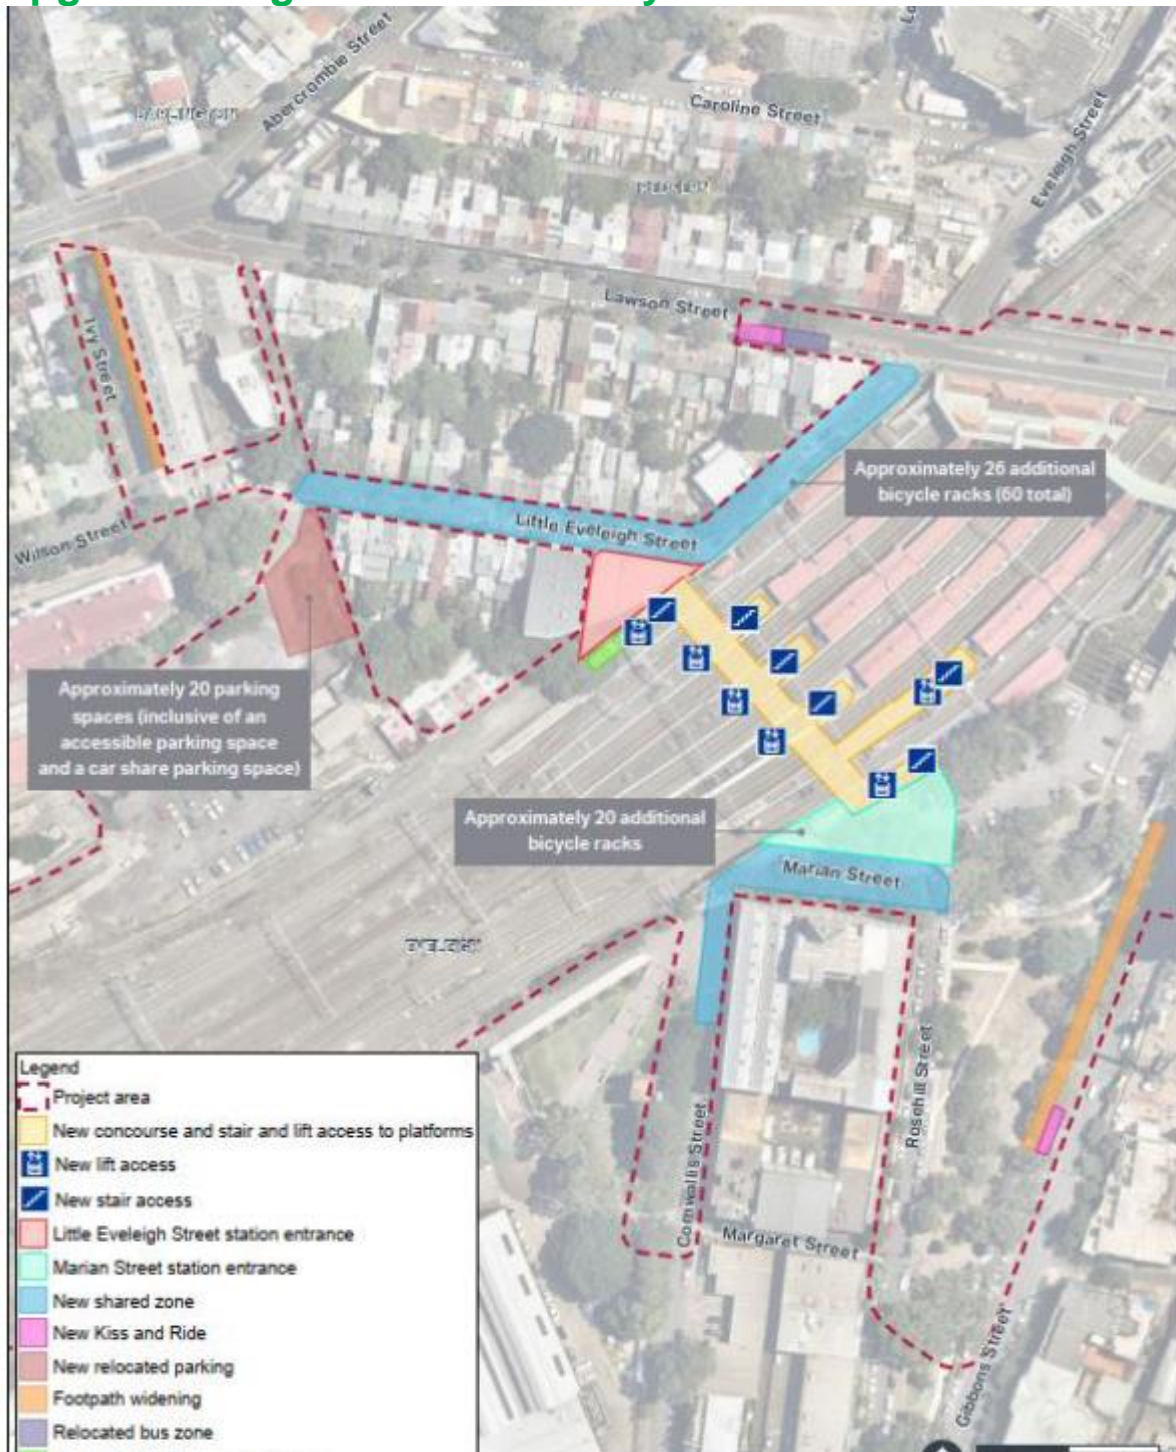 Abercrombie Street
DARLINGTON
Caroline Street
Eveleigh Street
REDFERN
Lawson Street
Ivy Street
Approximately 26 additional
bicycle racks (60 total)
Wilson Street
Little Eveleigh Street
Approximately 20 parking
spaces (inclusive of an
accessible parking space
and a car share parking space)
Approximately 20 additional
bicycle racks
Marian Street
EVELEIGH
Rosehill Street
Cornwallis Street
Margaret Street
Gibbons Street
Legend
Project area
New concourse and stair and lift access to platforms
New lift access
New stair access
Little Eveleigh Street station entrance
Marian Street station entrance
New shared zone
New Kiss and Ride
New relocated parking
Footpath widening
Relocated bus zone